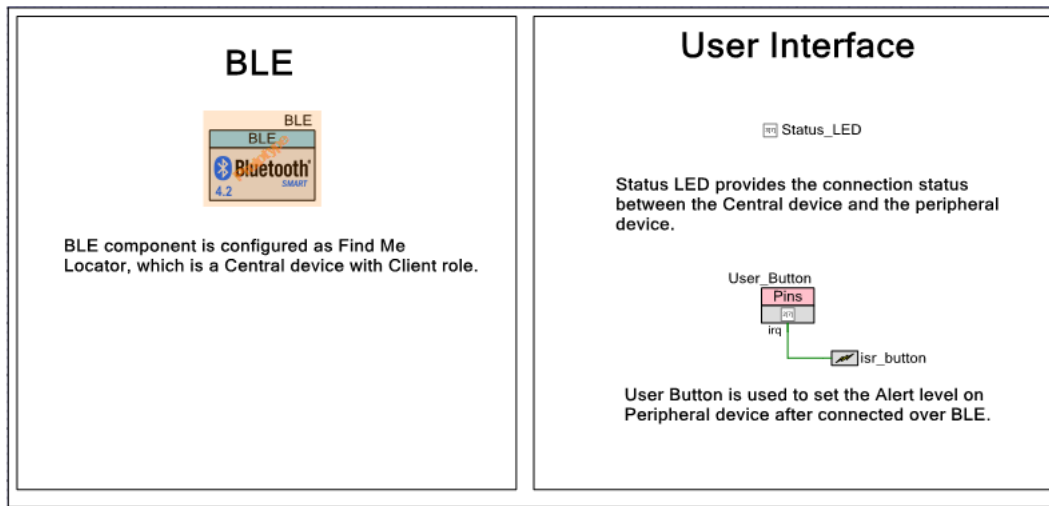 BLE
BLE
BLE
prototype
Bluetooth
SMART
4.2
BLE component is configured as Find Me
Locator, which is a Central device with Client role.
User Interface
Status_LED
Status LED provides the connection status
between the Central device and the peripheral
device.
User_Button
Pins
irq
isr_button
User Button is used to set the Alert level on
Peripheral device after connected over BLE.